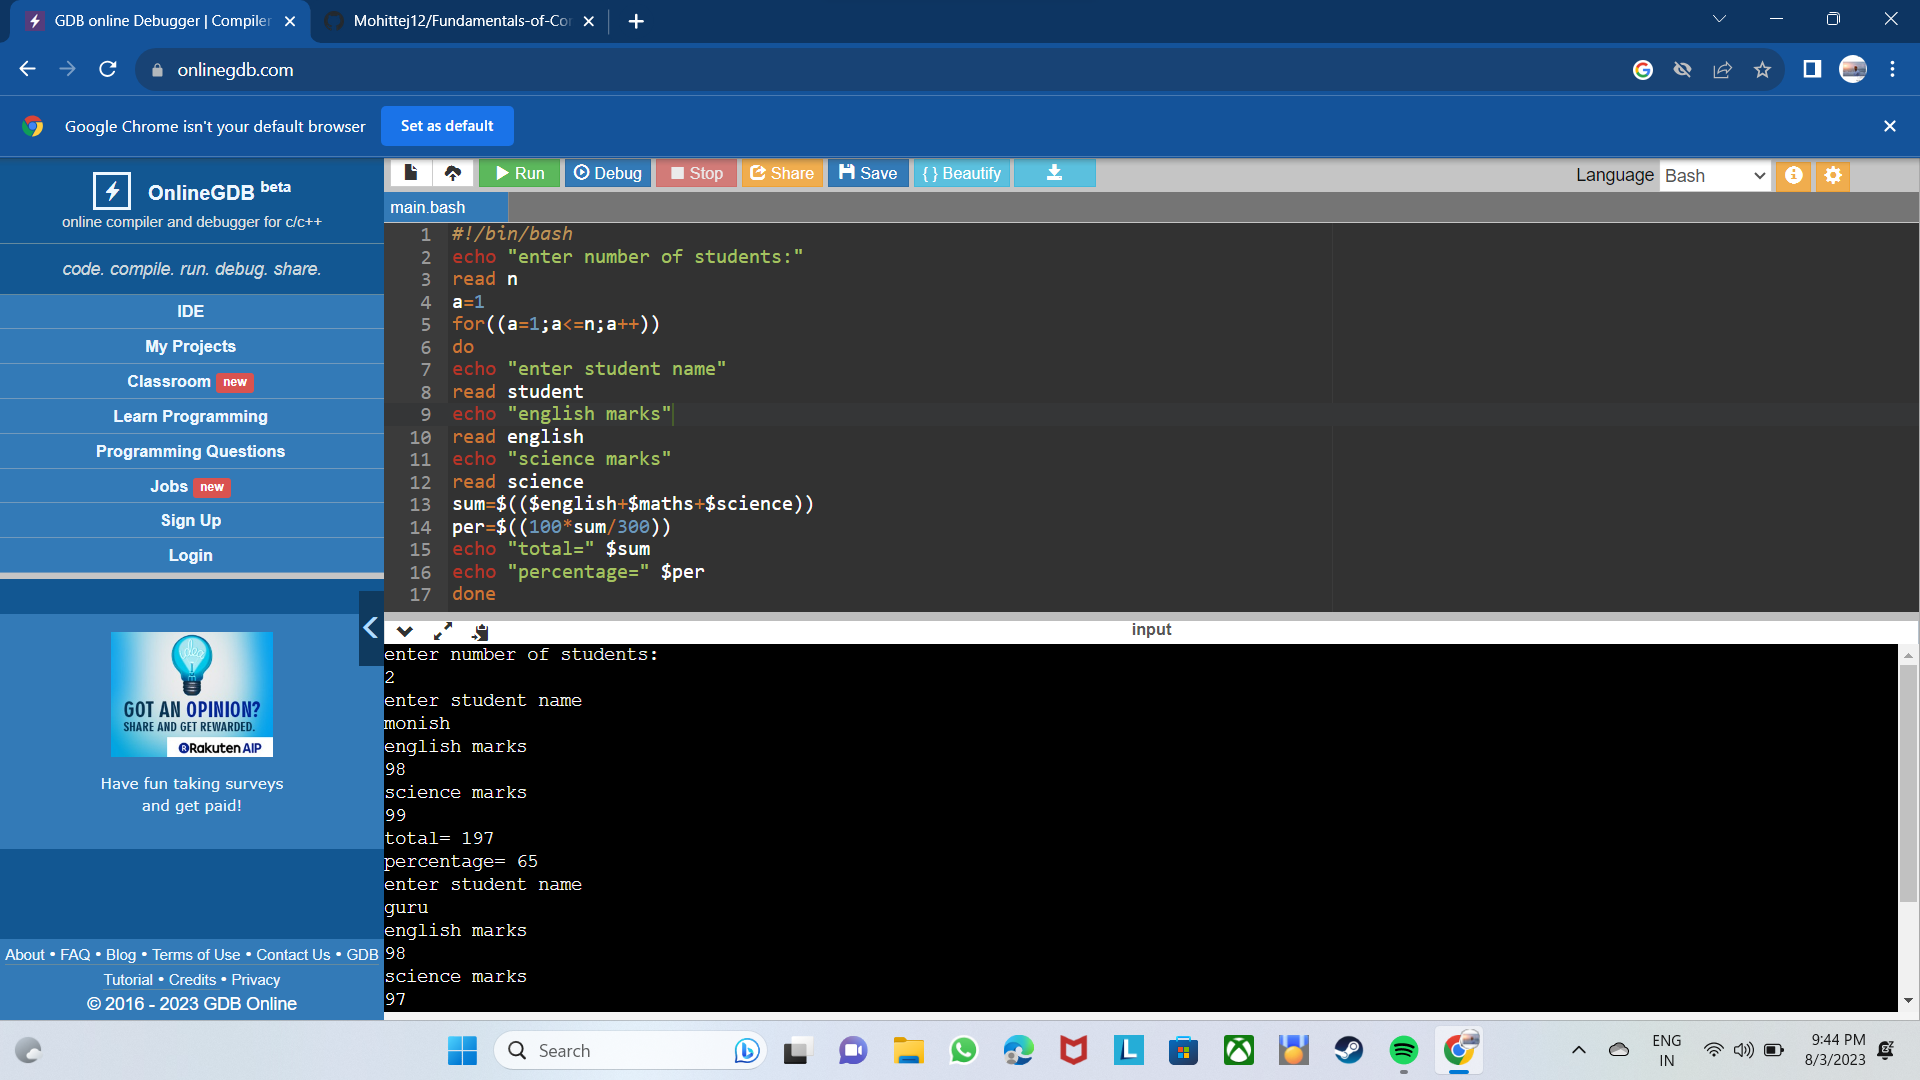 GDB online Debugger | Compiler
Mohittej12/Fundamentals-of-Co
onlinegdb.com
Google Chrome isn't your default browser
Set as default
OnlineGDB beta
online compiler and debugger for c/c++
code. compile. run. debug. share.
IDE
My Projects
Classroom new
Learn Programming
Programming Questions
Jobs new
Sign Up
Login
GOT AN OPINION?
SHARE AND GET REWARDED.
Rakuten AIP
Have fun taking surveys
and get paid!
About • FAQ • Blog • Terms of Use • Contact Us • GDB
Tutorial • Credits • Privacy
© 2016 - 2023 GDB Online
Run Debug Stop Share Save {} Beautify
Language Bash
main.bash
1 #!/bin/bash
2 echo "enter number of students:"
3 read n
4 a=1
5 for((a=1;a<=n;a++))
6 do
7 echo "enter student name"
8 read student
9 echo "english marks"
10 read english
11 echo "science marks"
12 read science
13 sum=$(($english+$maths+$science))
14 per=$((100*sum/300))
15 echo "total=" $sum
16 echo "percentage=" $per
17 done
input
enter number of students:
2
enter student name
monish
english marks
98
science marks
99
total= 197
percentage= 65
enter student name
guru
english marks
98
science marks
97
Search
ENG
IN
9:44 PM
8/3/2023